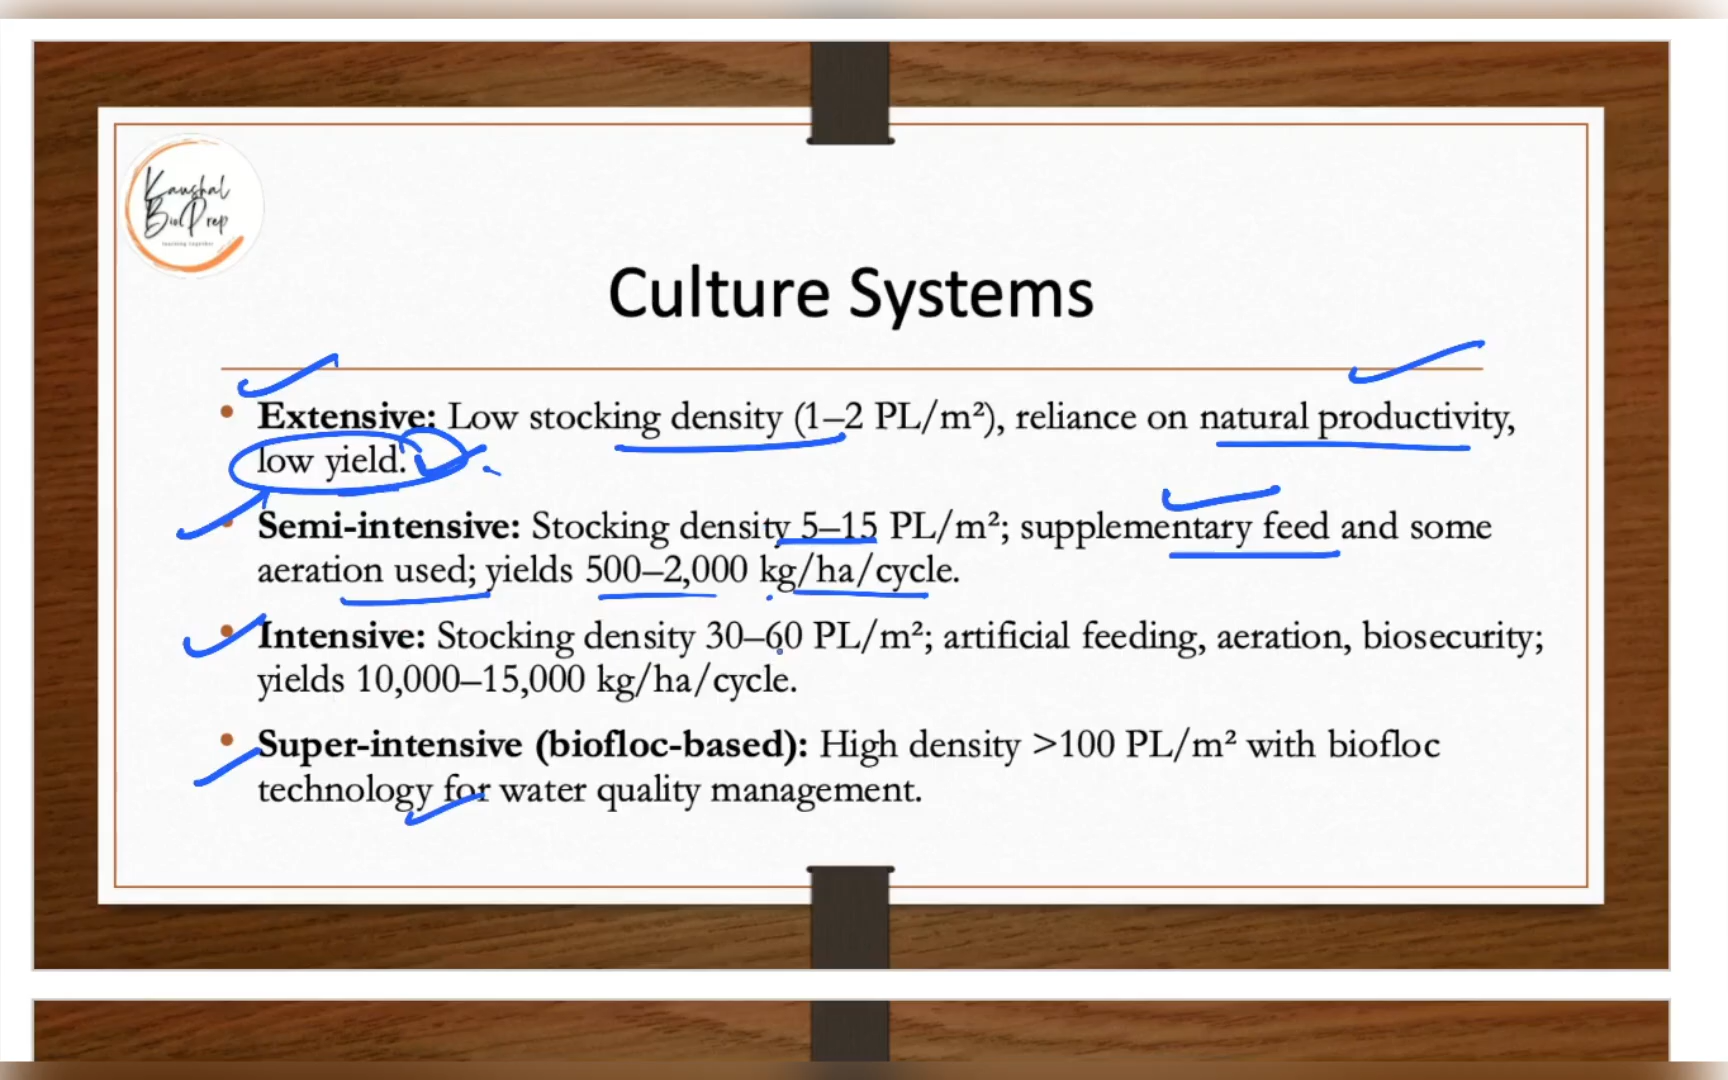 Kaushal
BioPrep
Culture Systems
• Extensive: Low stocking density (1–2 PL/m²), reliance on natural productivity,
low yield.
• Semi-intensive: Stocking density 5–15 PL/m²; supplementary feed and some
aeration used; yields 500–2,000 kg/ha/cycle.
• Intensive: Stocking density 30–60 PL/m²; artificial feeding, aeration, biosecurity;
yields 10,000–15,000 kg/ha/cycle.
• Super-intensive (biofloc-based): High density >100 PL/m² with biofloc
technology for water quality management.